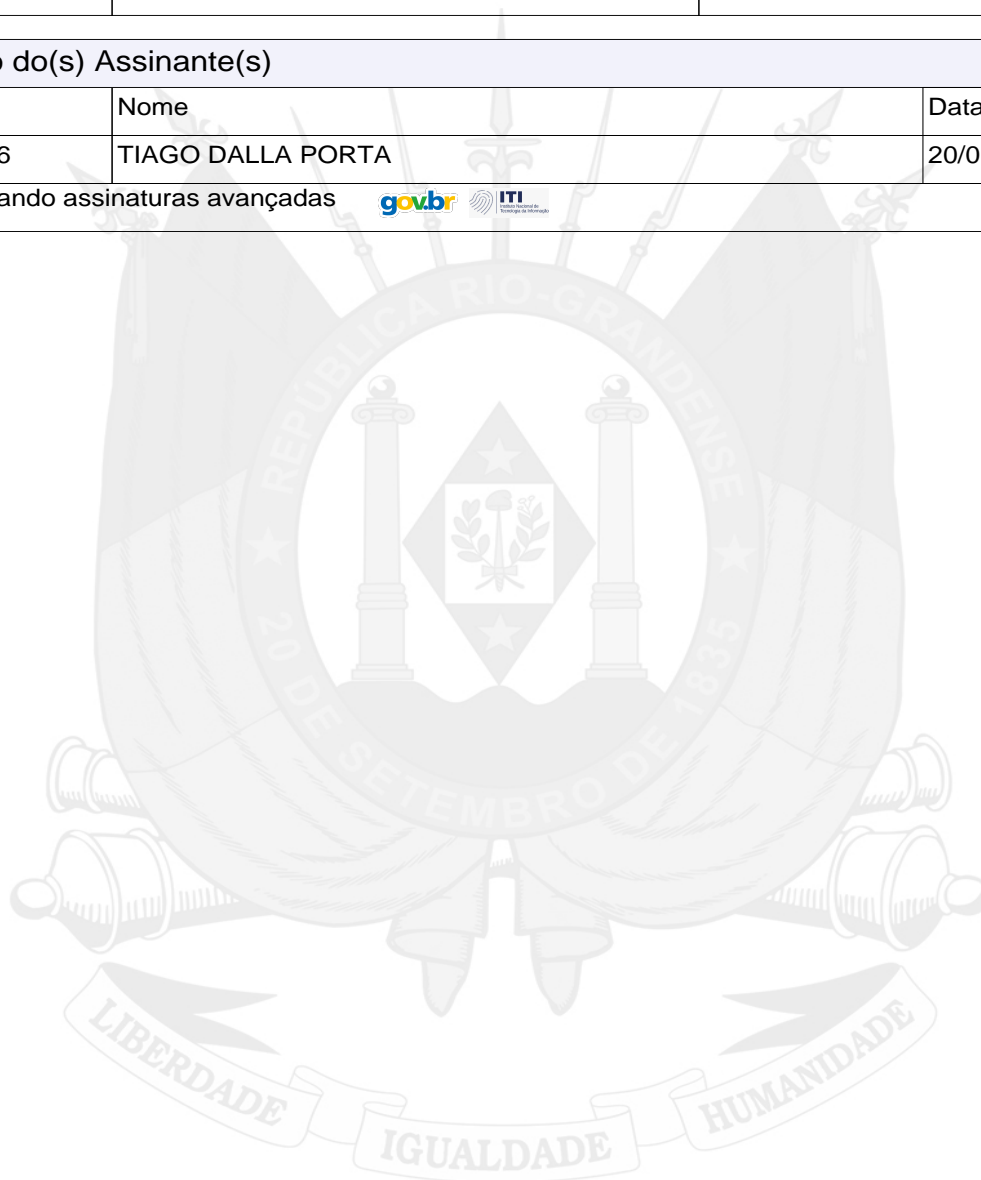 o do(s) Assinante(s)
Nome Data
6 TIAGO DALLA PORTA 20/0
ando assinaturas avançadas gov.br ITI
REPÚBLICA RIO-GRANDENSE
20 DE SETEMBRO DE 1835
LIBERDADE IGUALDADE HUMANIDADE